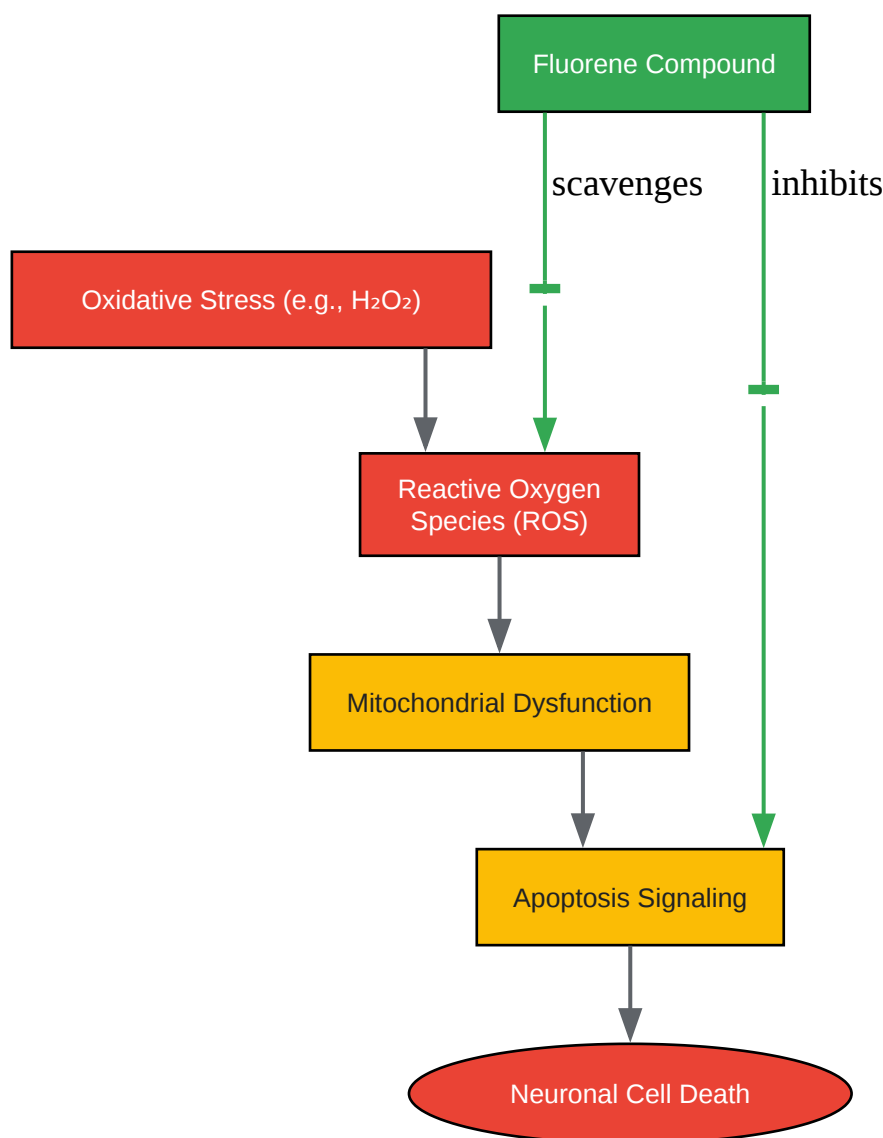 Fluorene Compound
scavenges
inhibits
Oxidative Stress (e.g., H₂O₂)
Reactive Oxygen
Species (ROS)
Mitochondrial Dysfunction
Apoptosis Signaling
Neuronal Cell Death